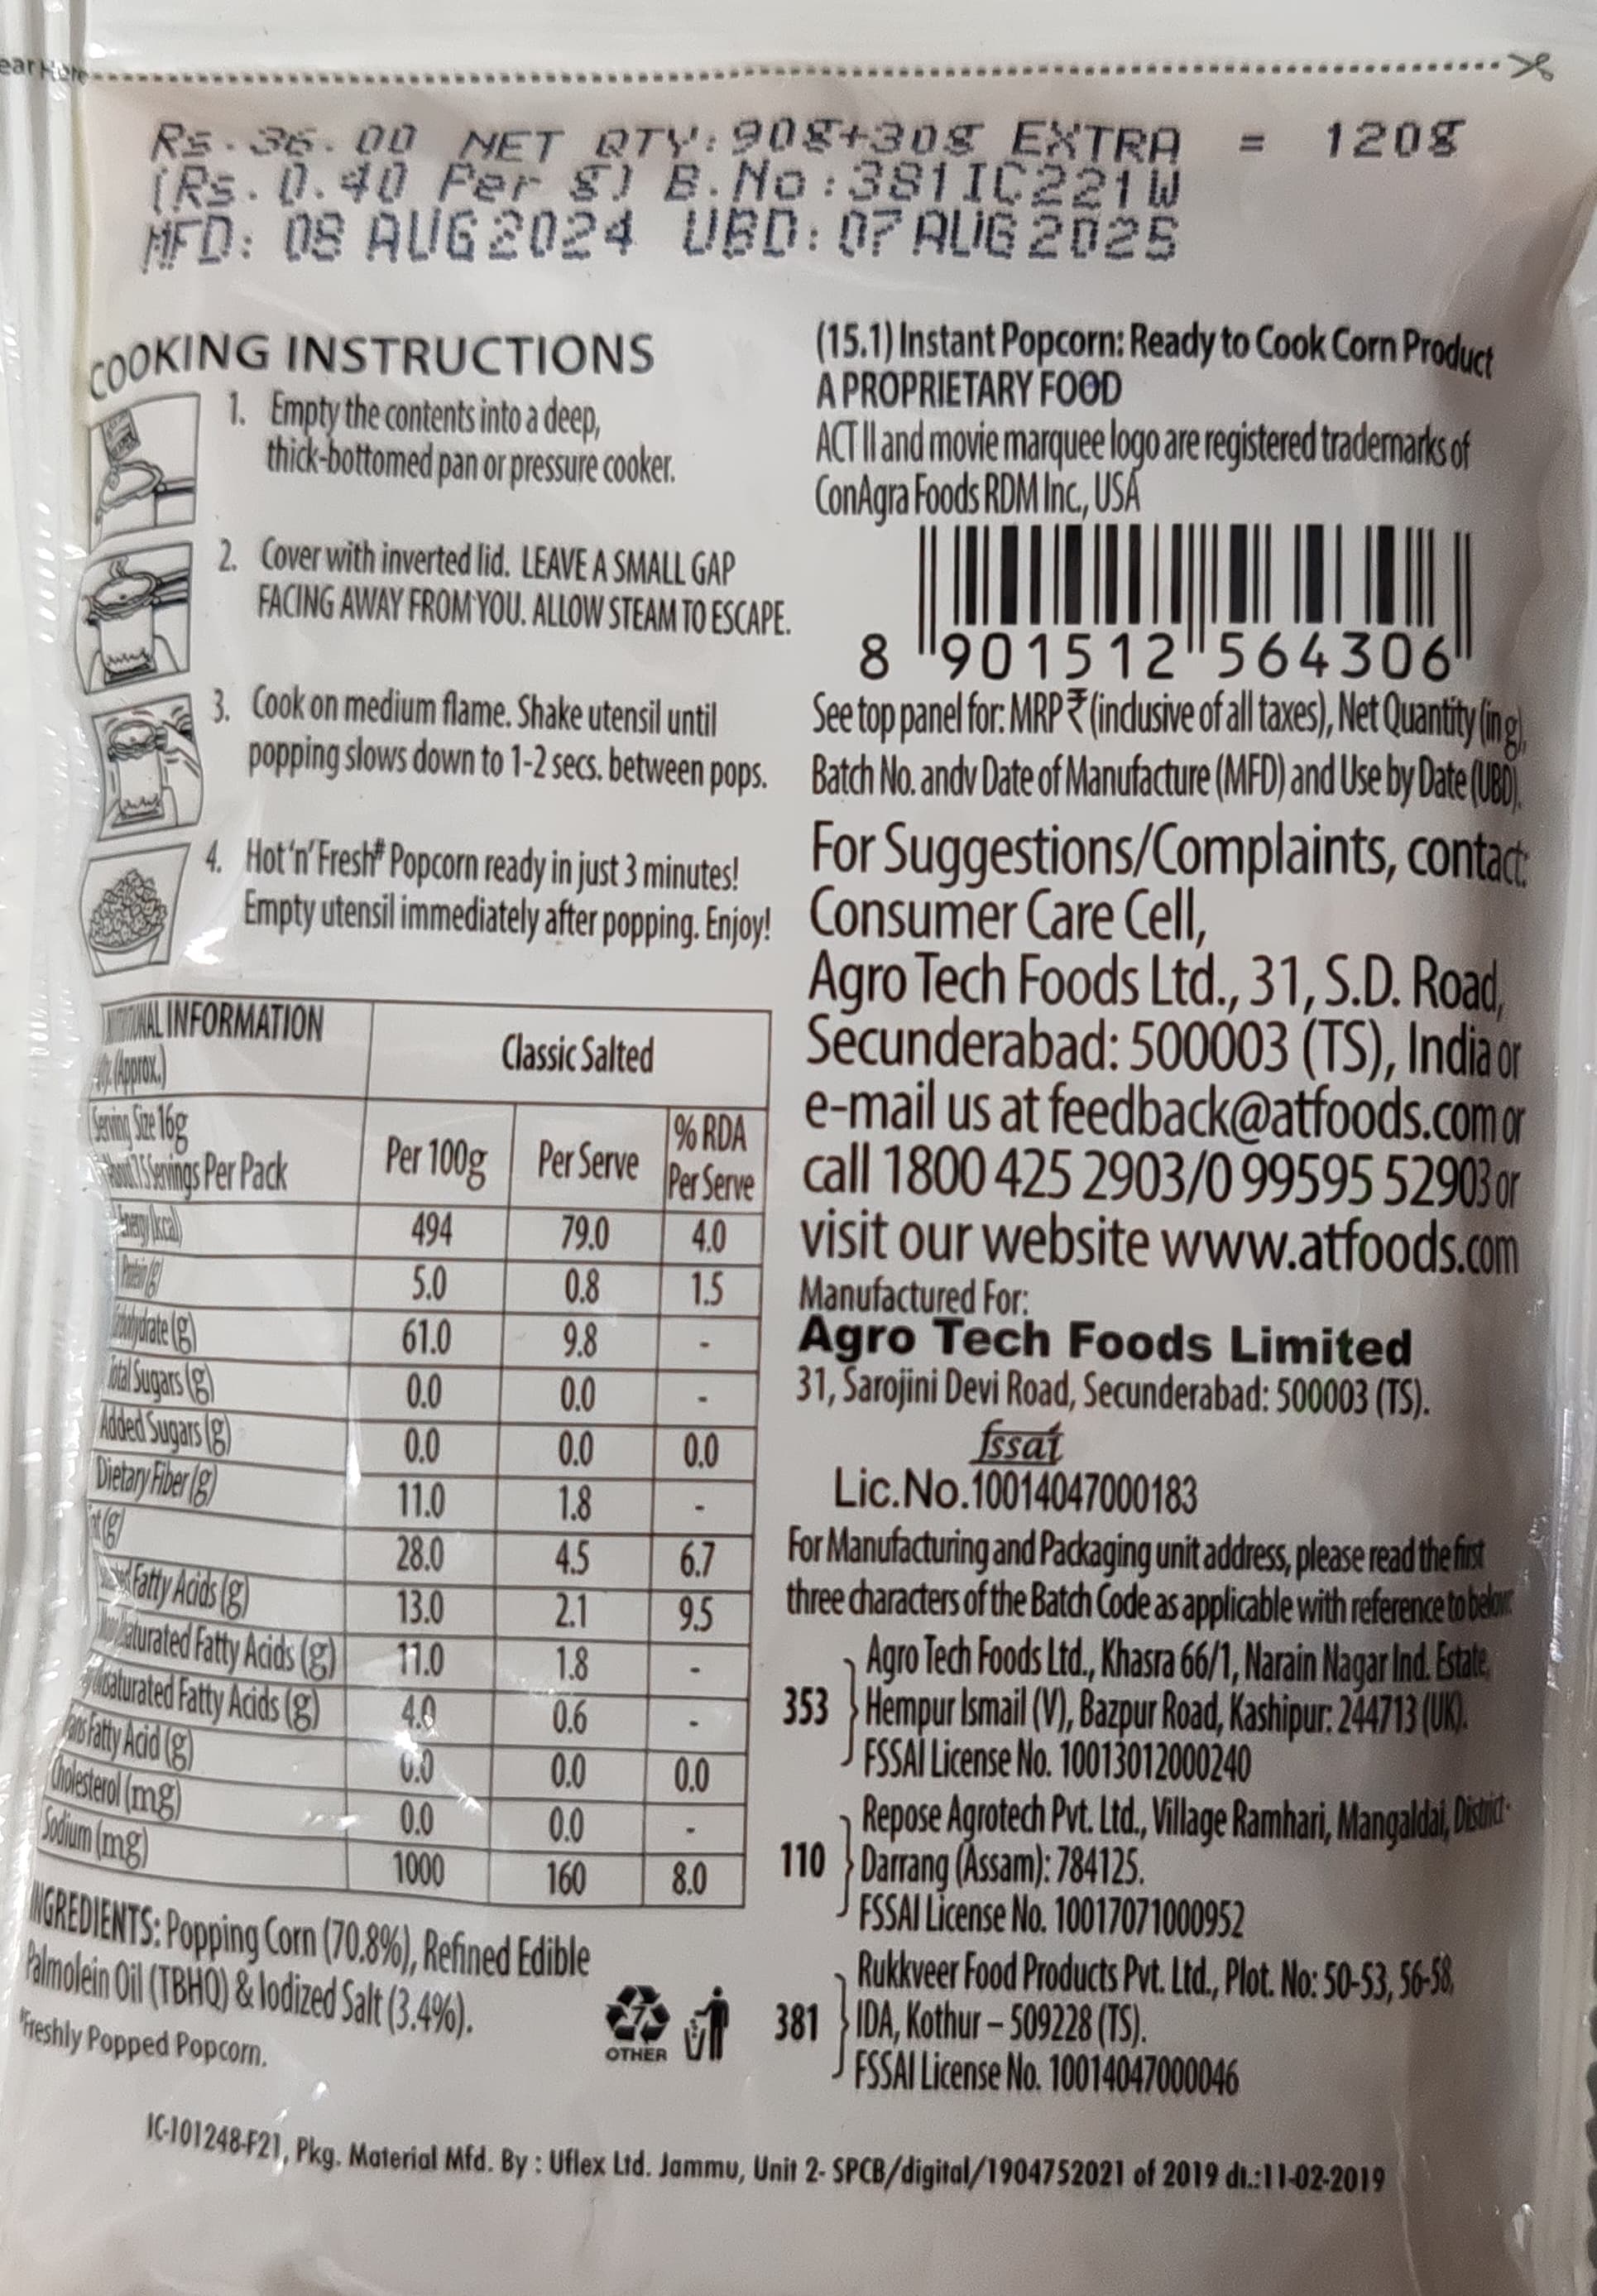 ear Here
Rs. 36.00 NET QTY:90g+30g EXTRA = 120g
(Rs. 0.40 Per g) B.No:381IC221W
MFD: 08 AUG 2024 UBD: 07 AUG 2025
COOKING INSTRUCTIONS
1. Empty the contents into a deep,
thick-bottomed pan or pressure cooker.
2. Cover with inverted lid. LEAVE A SMALL GAP
FACING AWAY FROM YOU. ALLOW STEAM TO ESCAPE.
3. Cook on medium flame. Shake utensil until
popping slows down to 1-2 secs. between pops.
4. Hot 'n' Fresh# Popcorn ready in just 3 minutes!
Empty utensil immediately after popping. Enjoy!
INFORMATION Classic Salted
(Approx.)
Serving Size 16g Per 100g Per Serve % RDA Per Serve
Servings Per Pack
Energy (kcal) 494 79.0 4.0
Protein (g) 5.0 0.8 1.5
(g) 61.0 9.8 -
Total Sugars (g) 0.0 0.0 -
Added Sugars (g) 0.0 0.0 0.0
Dietary Fiber (g) 11.0 1.8 -
(g) 28.0 4.5 6.7
Fatty Acids (g) 13.0 2.1 9.5
Fatty Acids (g) 11.0 1.8 -
Fatty Acids (g) 4.0 0.6 -
Fatty Acid (g) 0.0 0.0 0.0
Cholesterol (mg) 0.0 0.0 -
Sodium (mg) 1000 160 8.0
INGREDIENTS: Popping Corn (70.8%), Refined Edible
Palmolein Oil (TBHQ) & Iodized Salt (3.4%).
#Freshly Popped Popcorn.
7
OTHER
(15.1) Instant Popcorn: Ready to Cook Corn Product
A PROPRIETARY FOOD
ACT II and movie marquee logo are registered trademarks of
ConAgra Foods RDM Inc., USA
8 901512 564306
See top panel for: MRP ₹ (inclusive of all taxes), Net Quantity (in g),
Batch No. andv Date of Manufacture (MFD) and Use by Date (UBD).
For Suggestions/Complaints, contact:
Consumer Care Cell,
Agro Tech Foods Ltd., 31, S.D. Road,
Secunderabad: 500003 (TS), India or
e-mail us at feedback@atfoods.com or
call 1800 425 2903/0 99595 52903 or
visit our website www.atfoods.com
Manufactured For:
Agro Tech Foods Limited
31, Sarojini Devi Road, Secunderabad: 500003 (TS).
fssai
Lic.No.10014047000183
For Manufacturing and Packaging unit address, please read the first
three characters of the Batch Code as applicable with reference to below:
Agro Tech Foods Ltd., Khasra 66/1, Narain Nagar Ind. Estate,
353 Hempur Ismail (V), Bazpur Road, Kashipur: 244713 (UK).
FSSAI License No. 10013012000240
Repose Agrotech Pvt. Ltd., Village Ramhari, Mangaldai, District-
110 Darrang (Assam): 784125.
FSSAI License No. 10017071000952
Rukkveer Food Products Pvt. Ltd., Plot. No: 50-53, 56-58,
381 IDA, Kothur – 509228 (TS).
FSSAI License No. 10014047000046
IC-101248-F21, Pkg. Material Mfd. By : Uflex Ltd. Jammu, Unit 2- SPCB/digital/1904752021 of 2019 dt.:11-02-2019